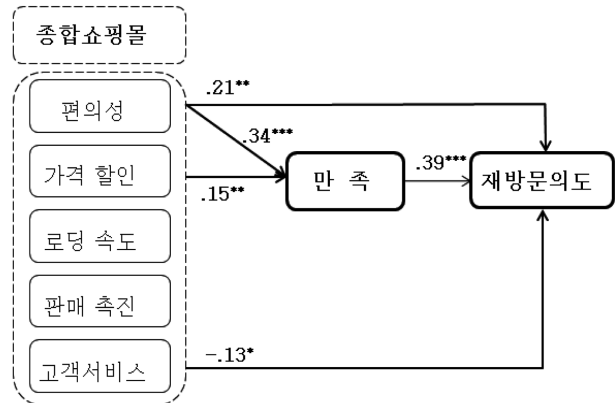 종합쇼핑몰
편의성
.21**
.34***
가격 할인
.15**
만 족
.39***
재방문의도
로딩 속도
판매 촉진
고객서비스
-.13*